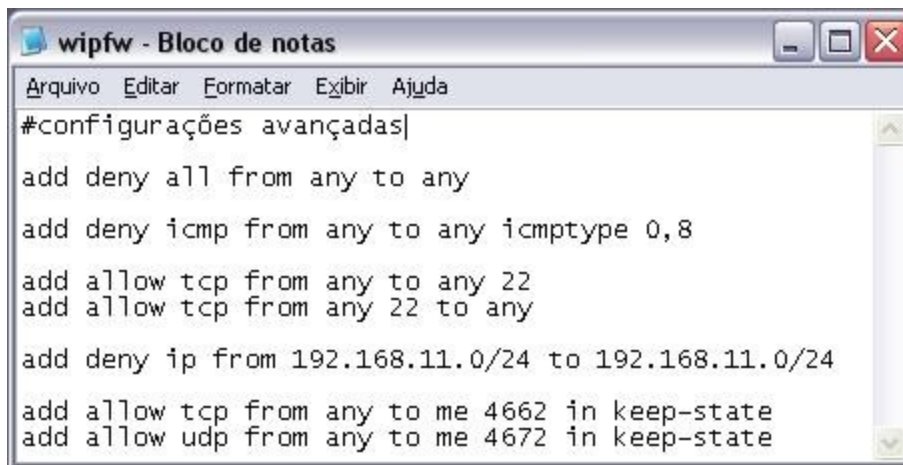 wipfw - Bloco de notas
Arquivo Editar Formatar Exibir Ajuda
#configurações avançadas
add deny all from any to any
add deny icmp from any to any icmptype 0,8
add allow tcp from any to any 22
add allow tcp from any 22 to any
add deny ip from 192.168.11.0/24 to 192.168.11.0/24
add allow tcp from any to me 4662 in keep-state
add allow udp from any to me 4672 in keep-state